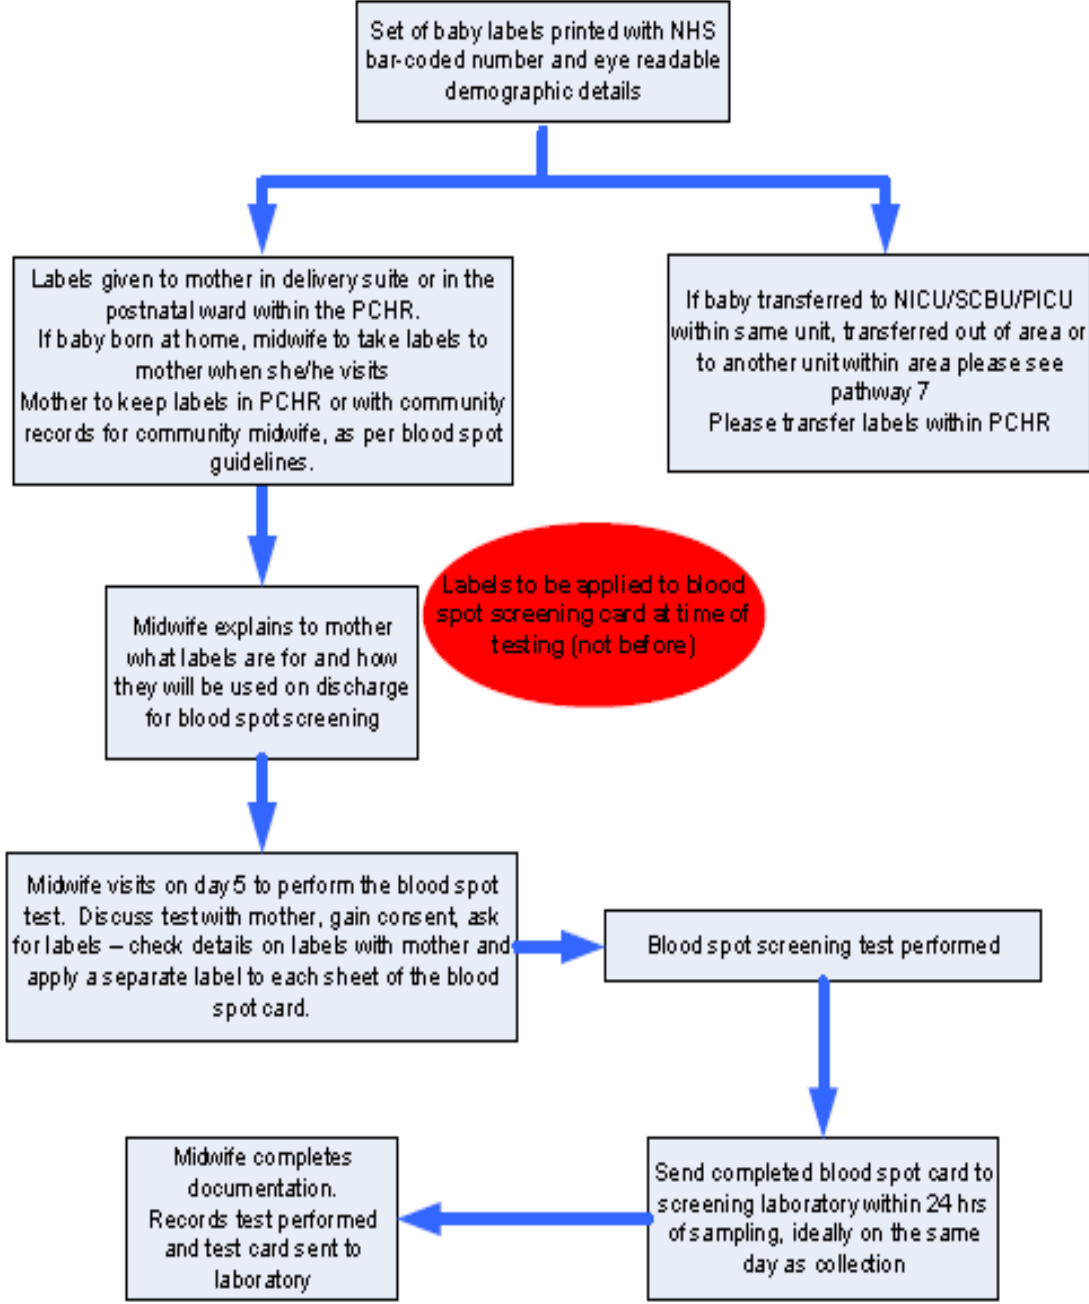 Set of baby labels printed with NHS
bar-coded number and eye readable
demographic details
Labels given to mother in delivery suite or in the
postnatal ward within the PCHR.
If baby born at home, midwife to take labels to
mother when she/he visits
Mother to keep labels in PCHR or with community
records for community midwife, as per blood spot
guidelines.
If baby transferred to NICU/SCBU/PICU
within same unit, transferred out of area or
to another unit within area please see
pathway 7
Please transfer labels within PCHR
Labels to be applied to blood
spot screening card at time of
testing (not before)
Midwife explains to mother
what labels are for and how
they will be used on discharge
for blood spot screening
Midwife visits on day 5 to perform the blood spot
test. Discuss test with mother, gain consent, ask
for labels – check details on labels with mother and
apply a separate label to each sheet of the blood
spot card.
Blood spot screening test performed
Send completed blood spot card to
screening laboratory within 24 hrs
of sampling, ideally on the same
day as collection
Midwife completes
documentation.
Records test performed
and test card sent to
laboratory